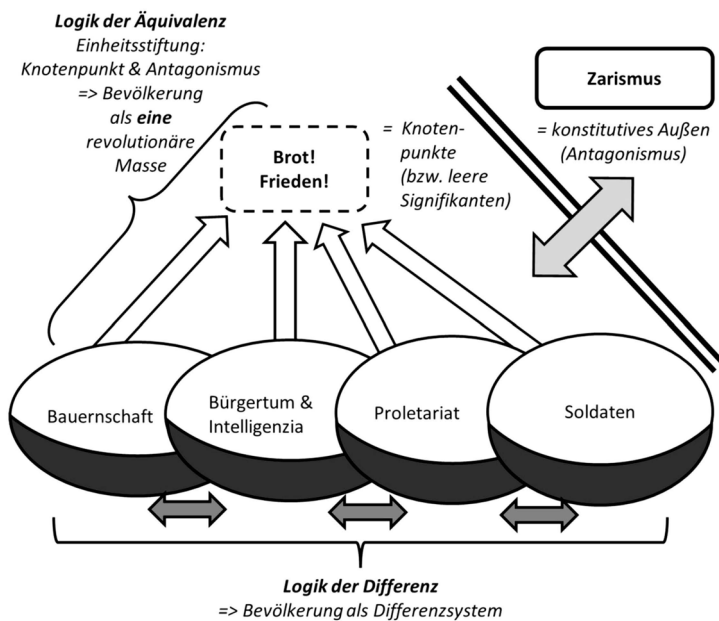 Logik der Äquivalenz
Einheitsstiftung:
Knotenpunkt & Antagonismus
=> Bevölkerung
als eine
revolutionäre
Masse
Brot!
Frieden!
= Knoten-
punkte
(bzw. leere
Signifikanten)
Zarismus
= konstitutives Außen
(Antagonismus)
Bauernschaft
Bürgertum &
Intelligenzia
Proletariat
Soldaten
Logik der Differenz
=> Bevölkerung als Differenzsystem